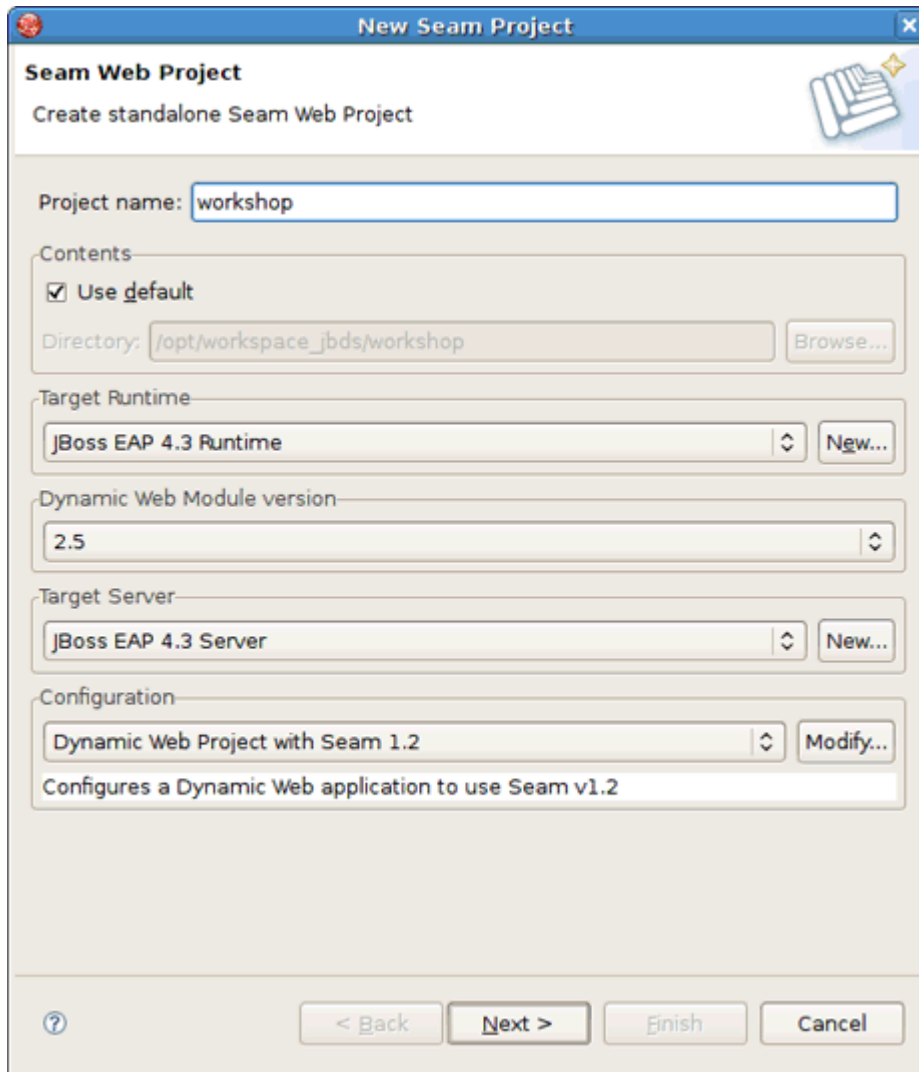 New Seam Project
Seam Web Project
Create standalone Seam Web Project
Project name: workshop
Contents
Use default
Directory: /opt/workspace_jbds/workshop Browse...
Target Runtime
JBoss EAP 4.3 Runtime New...
Dynamic Web Module version
2.5
Target Server
JBoss EAP 4.3 Server New...
Configuration
Dynamic Web Project with Seam 1.2 Modify...
Configures a Dynamic Web application to use Seam v1.2
? < Back Next > Finish Cancel